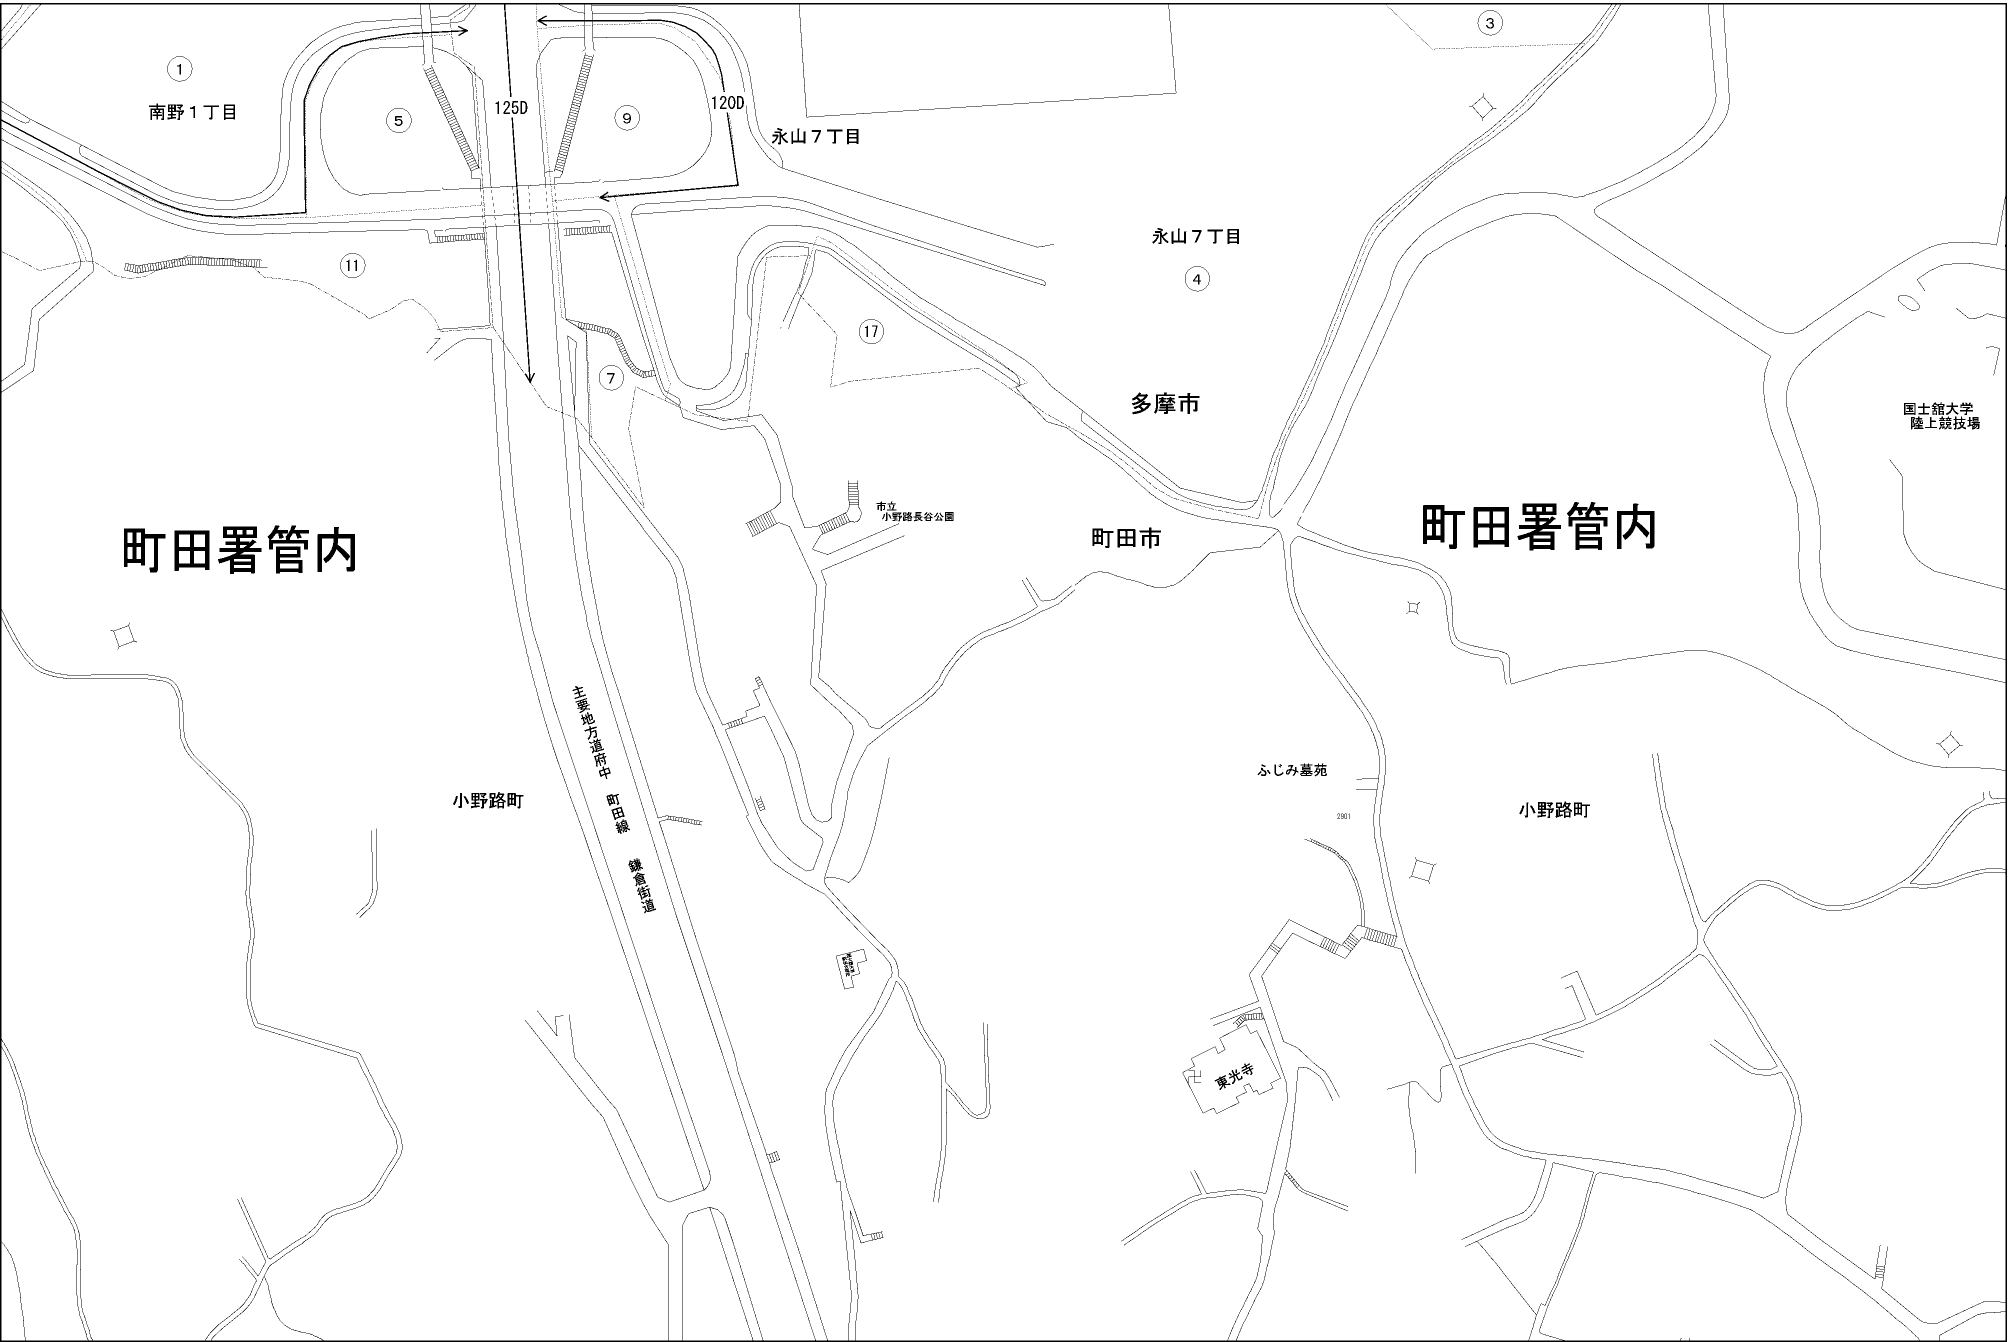 ③
①
南野１丁目
⑤
125D
⑨
120D
永山７丁目
永山７丁目
⑪
④
⑰
⑦
多摩市
国士舘大学
陸上競技場
市立
小野路長谷公園
町田市
町田署管内
町田署管内
主要地方道府中　町田線　鎌倉街道
小野路町
ふじみ墓苑
2901
小野路町
卍
東光寺